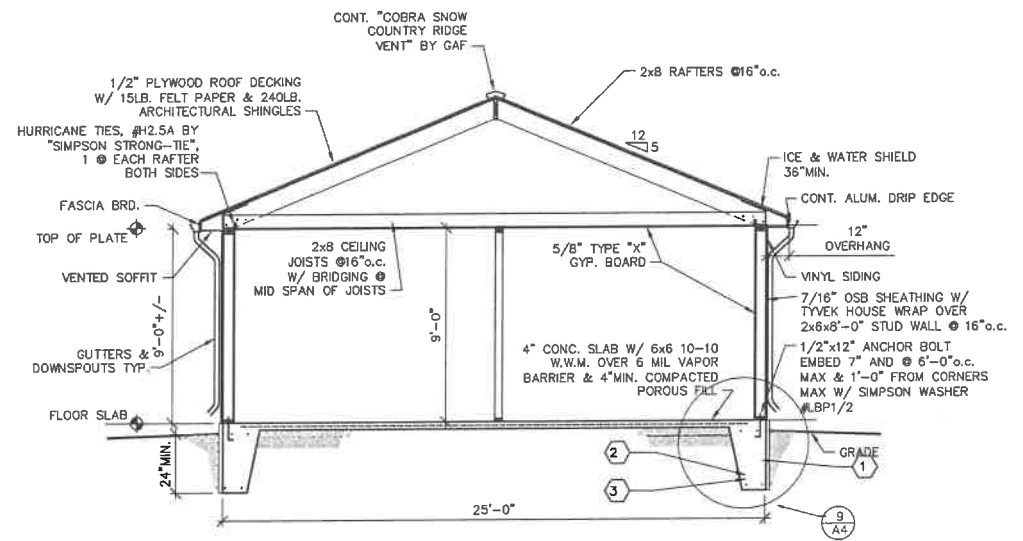 CONT. "COBRA SNOW
COUNTRY RIDGE
VENT" BY GAF
1/2" PLYWOOD ROOF DECKING
W/ 15LB. FELT PAPER & 240LB.
ARCHITECTURAL SHINGLES
2x8 RAFTERS @16"o.c.
HURRICANE TIES, #H2.5A BY
"SIMPSON STRONG-TIE",
1 @ EACH RAFTER
BOTH SIDES
12
5
ICE & WATER SHIELD
36"MIN.
FASCIA BRD.
CONT. ALUM. DRIP EDGE
TOP OF PLATE
12"
OVERHANG
VENTED SOFFIT
2x8 CEILING
JOISTS @16"o.c.
W/ BRIDGING @
MID SPAN OF JOISTS
5/8" TYPE "X"
GYP. BOARD
VINYL SIDING
9'-0"+/-
9'-0"
7/16" OSB SHEATHING W/
TYVEK HOUSE WRAP OVER
2x6x8'-0" STUD WALL @ 16"o.c.
GUTTERS &
DOWNSPOUTS TYP.
4" CONC. SLAB W/ 6x6 10-10
W.W.M. OVER 6 MIL VAPOR
BARRIER & 4"MIN. COMPACTED
POROUS FILL
1/2"x12" ANCHOR BOLT
EMBED 7" AND @ 6'-0"o.c.
MAX & 1'-0" FROM CORNERS
MAX W/ SIMPSON WASHER
#LBP1/2
FLOOR SLAB
GRADE
24"MIN.
2
1
3
25'-0"
9
A4